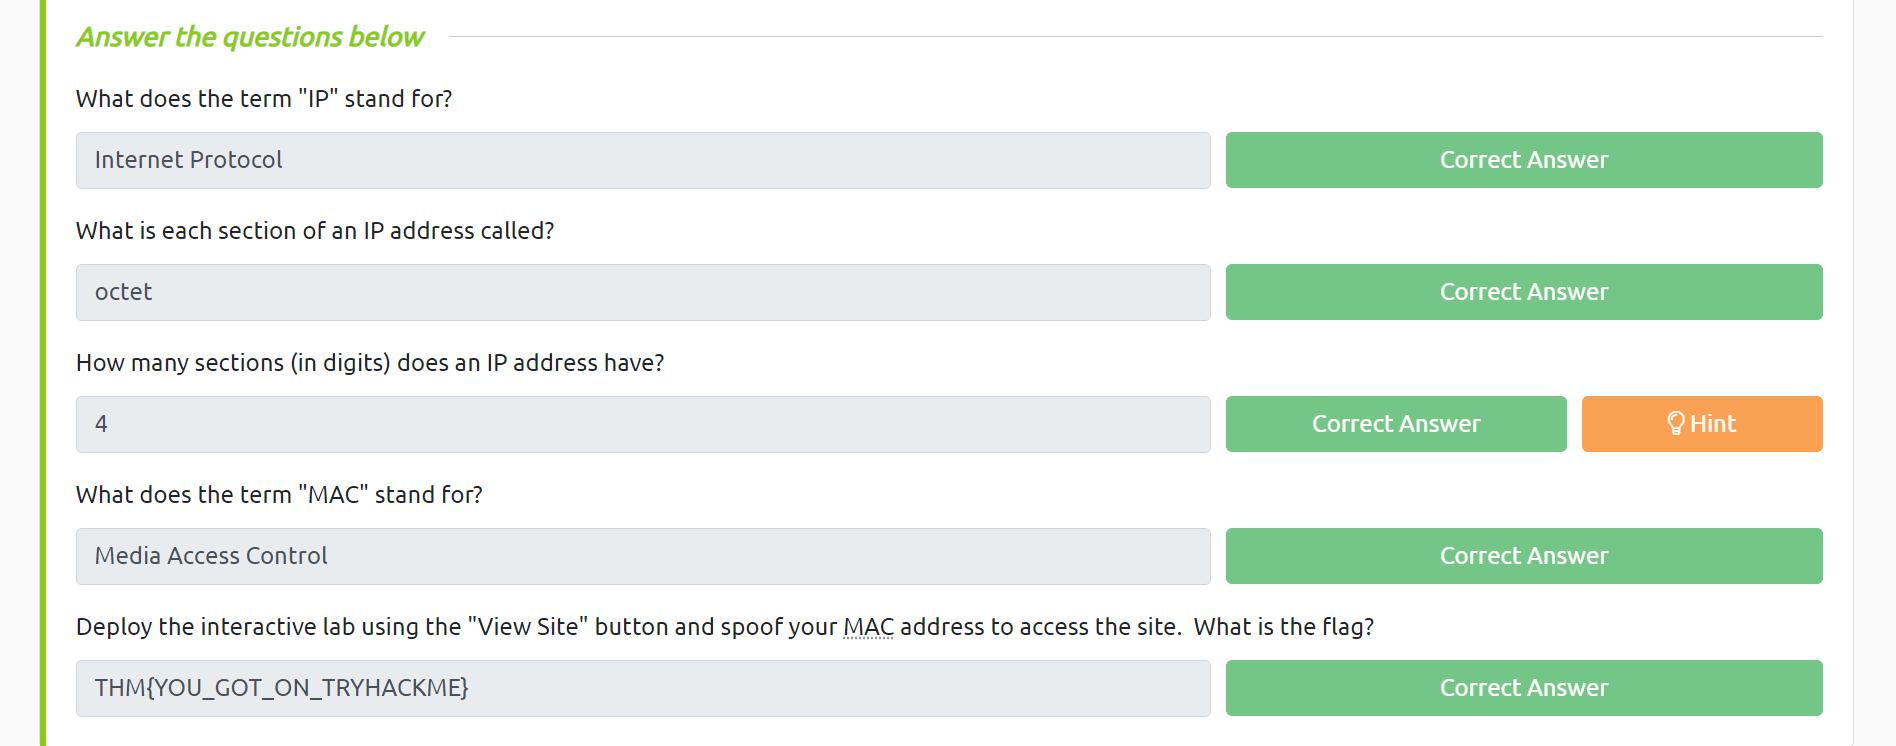 Answer the questions below
What does the term "IP" stand for?
Internet Protocol
Correct Answer
What is each section of an IP address called?
octet
Correct Answer
How many sections (in digits) does an IP address have?
4
Correct Answer
Hint
What does the term "MAC" stand for?
Media Access Control
Correct Answer
Deploy the interactive lab using the "View Site" button and spoof your MAC address to access the site.  What is the flag?
THM{YOU_GOT_ON_TRYHACKME}
Correct Answer